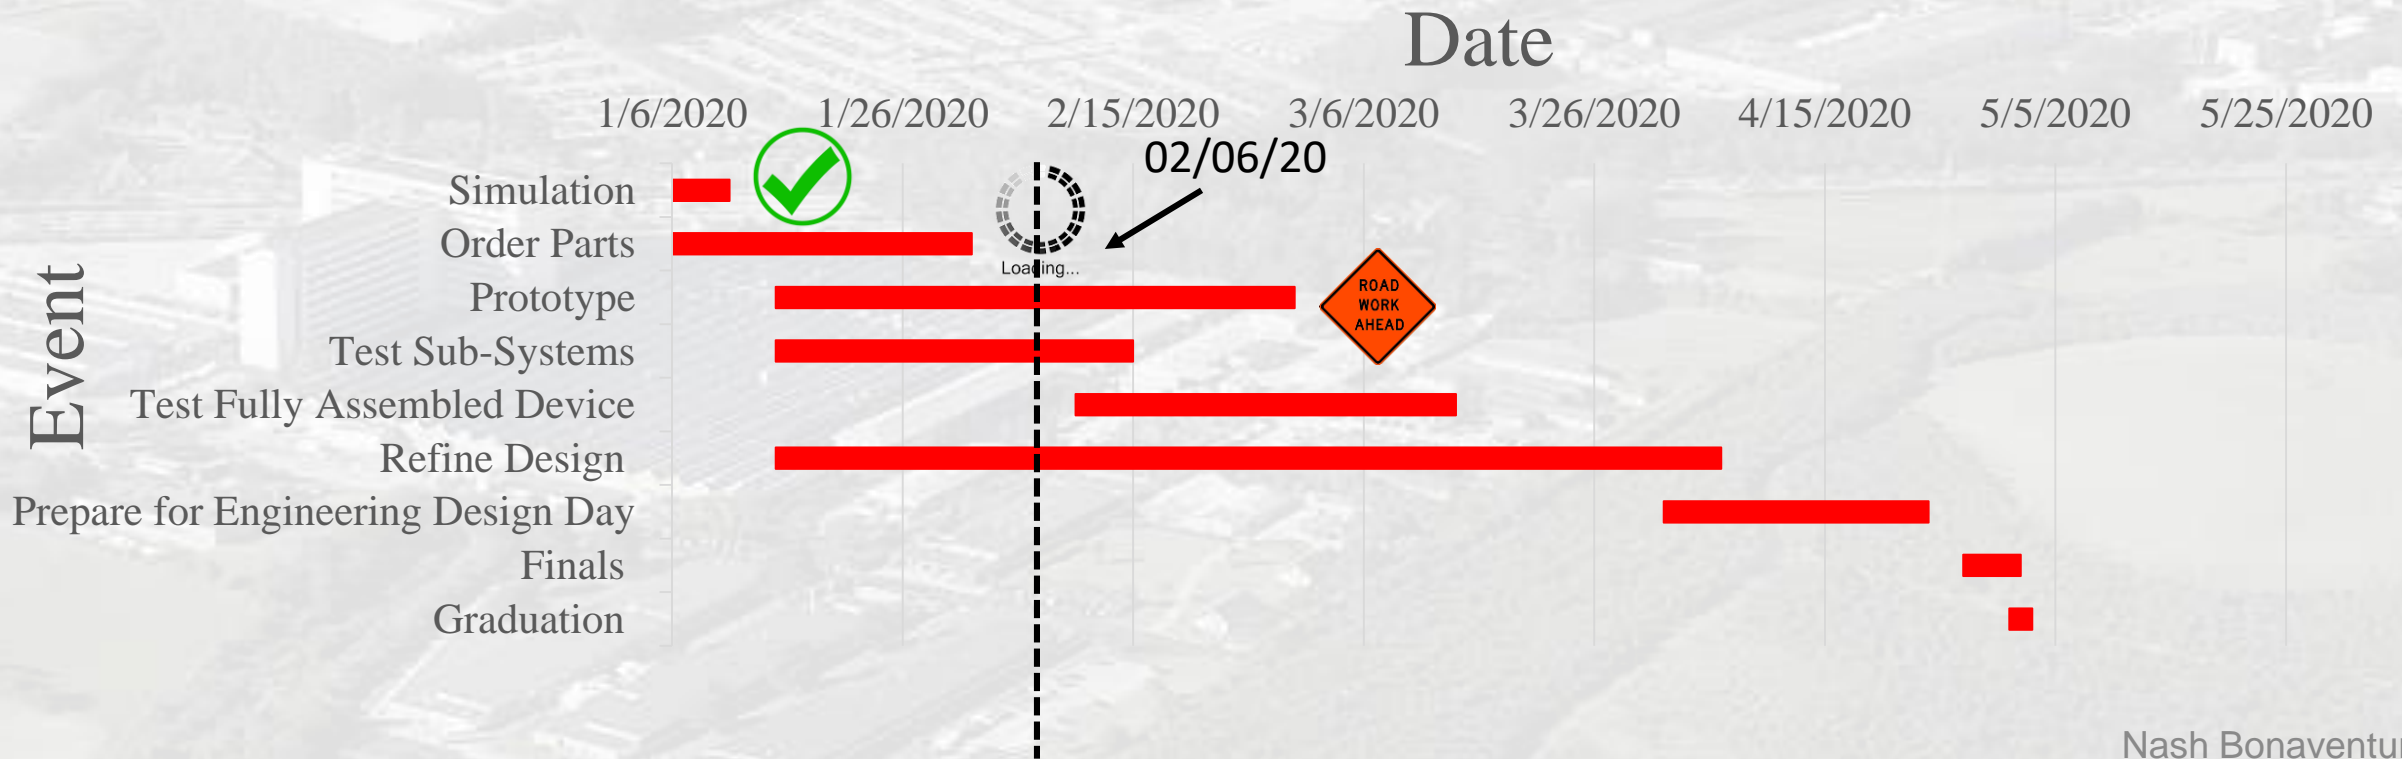 Date
1/6/2020 1/26/2020 2/15/2020 3/6/2020 3/26/2020 4/15/2020 5/5/2020 5/25/2020
02/06/20
Event
Simulation
Order Parts
Loading...
Prototype
ROAD
WORK
AHEAD
Test Sub-Systems
Test Fully Assembled Device
Refine Design
Prepare for Engineering Design Day
Finals
Graduation
Nash Bonaventur